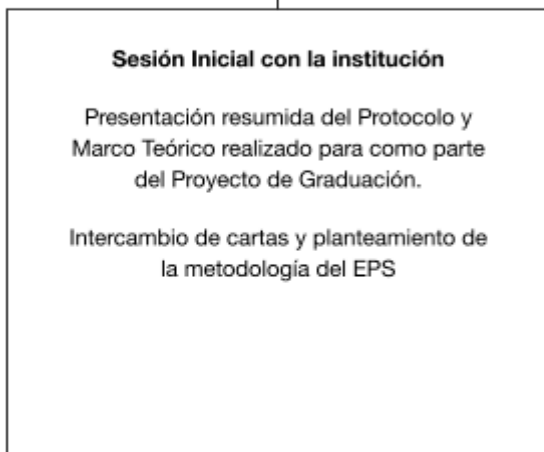 Sesión Inicial con la institución
Presentación resumida del Protocolo y
Marco Teórico realizado para como parte
del Proyecto de Graduación.
Intercambio de cartas y planteamiento de
la metodología del EPS